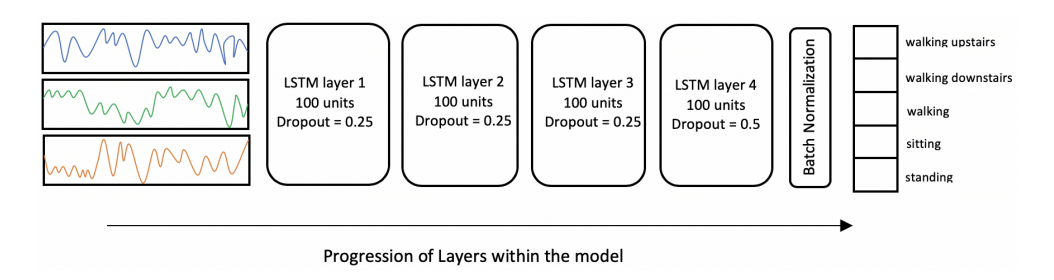 LSTM layer 1
100 units
Dropout = 0.25
LSTM layer 2
100 units
Dropout = 0.25
LSTM layer 3
100 units
Dropout = 0.25
LSTM layer 4
100 units
Dropout = 0.5
Batch Normalization
walking upstairs
walking downstairs
walking
sitting
standing
Progression of Layers within the model